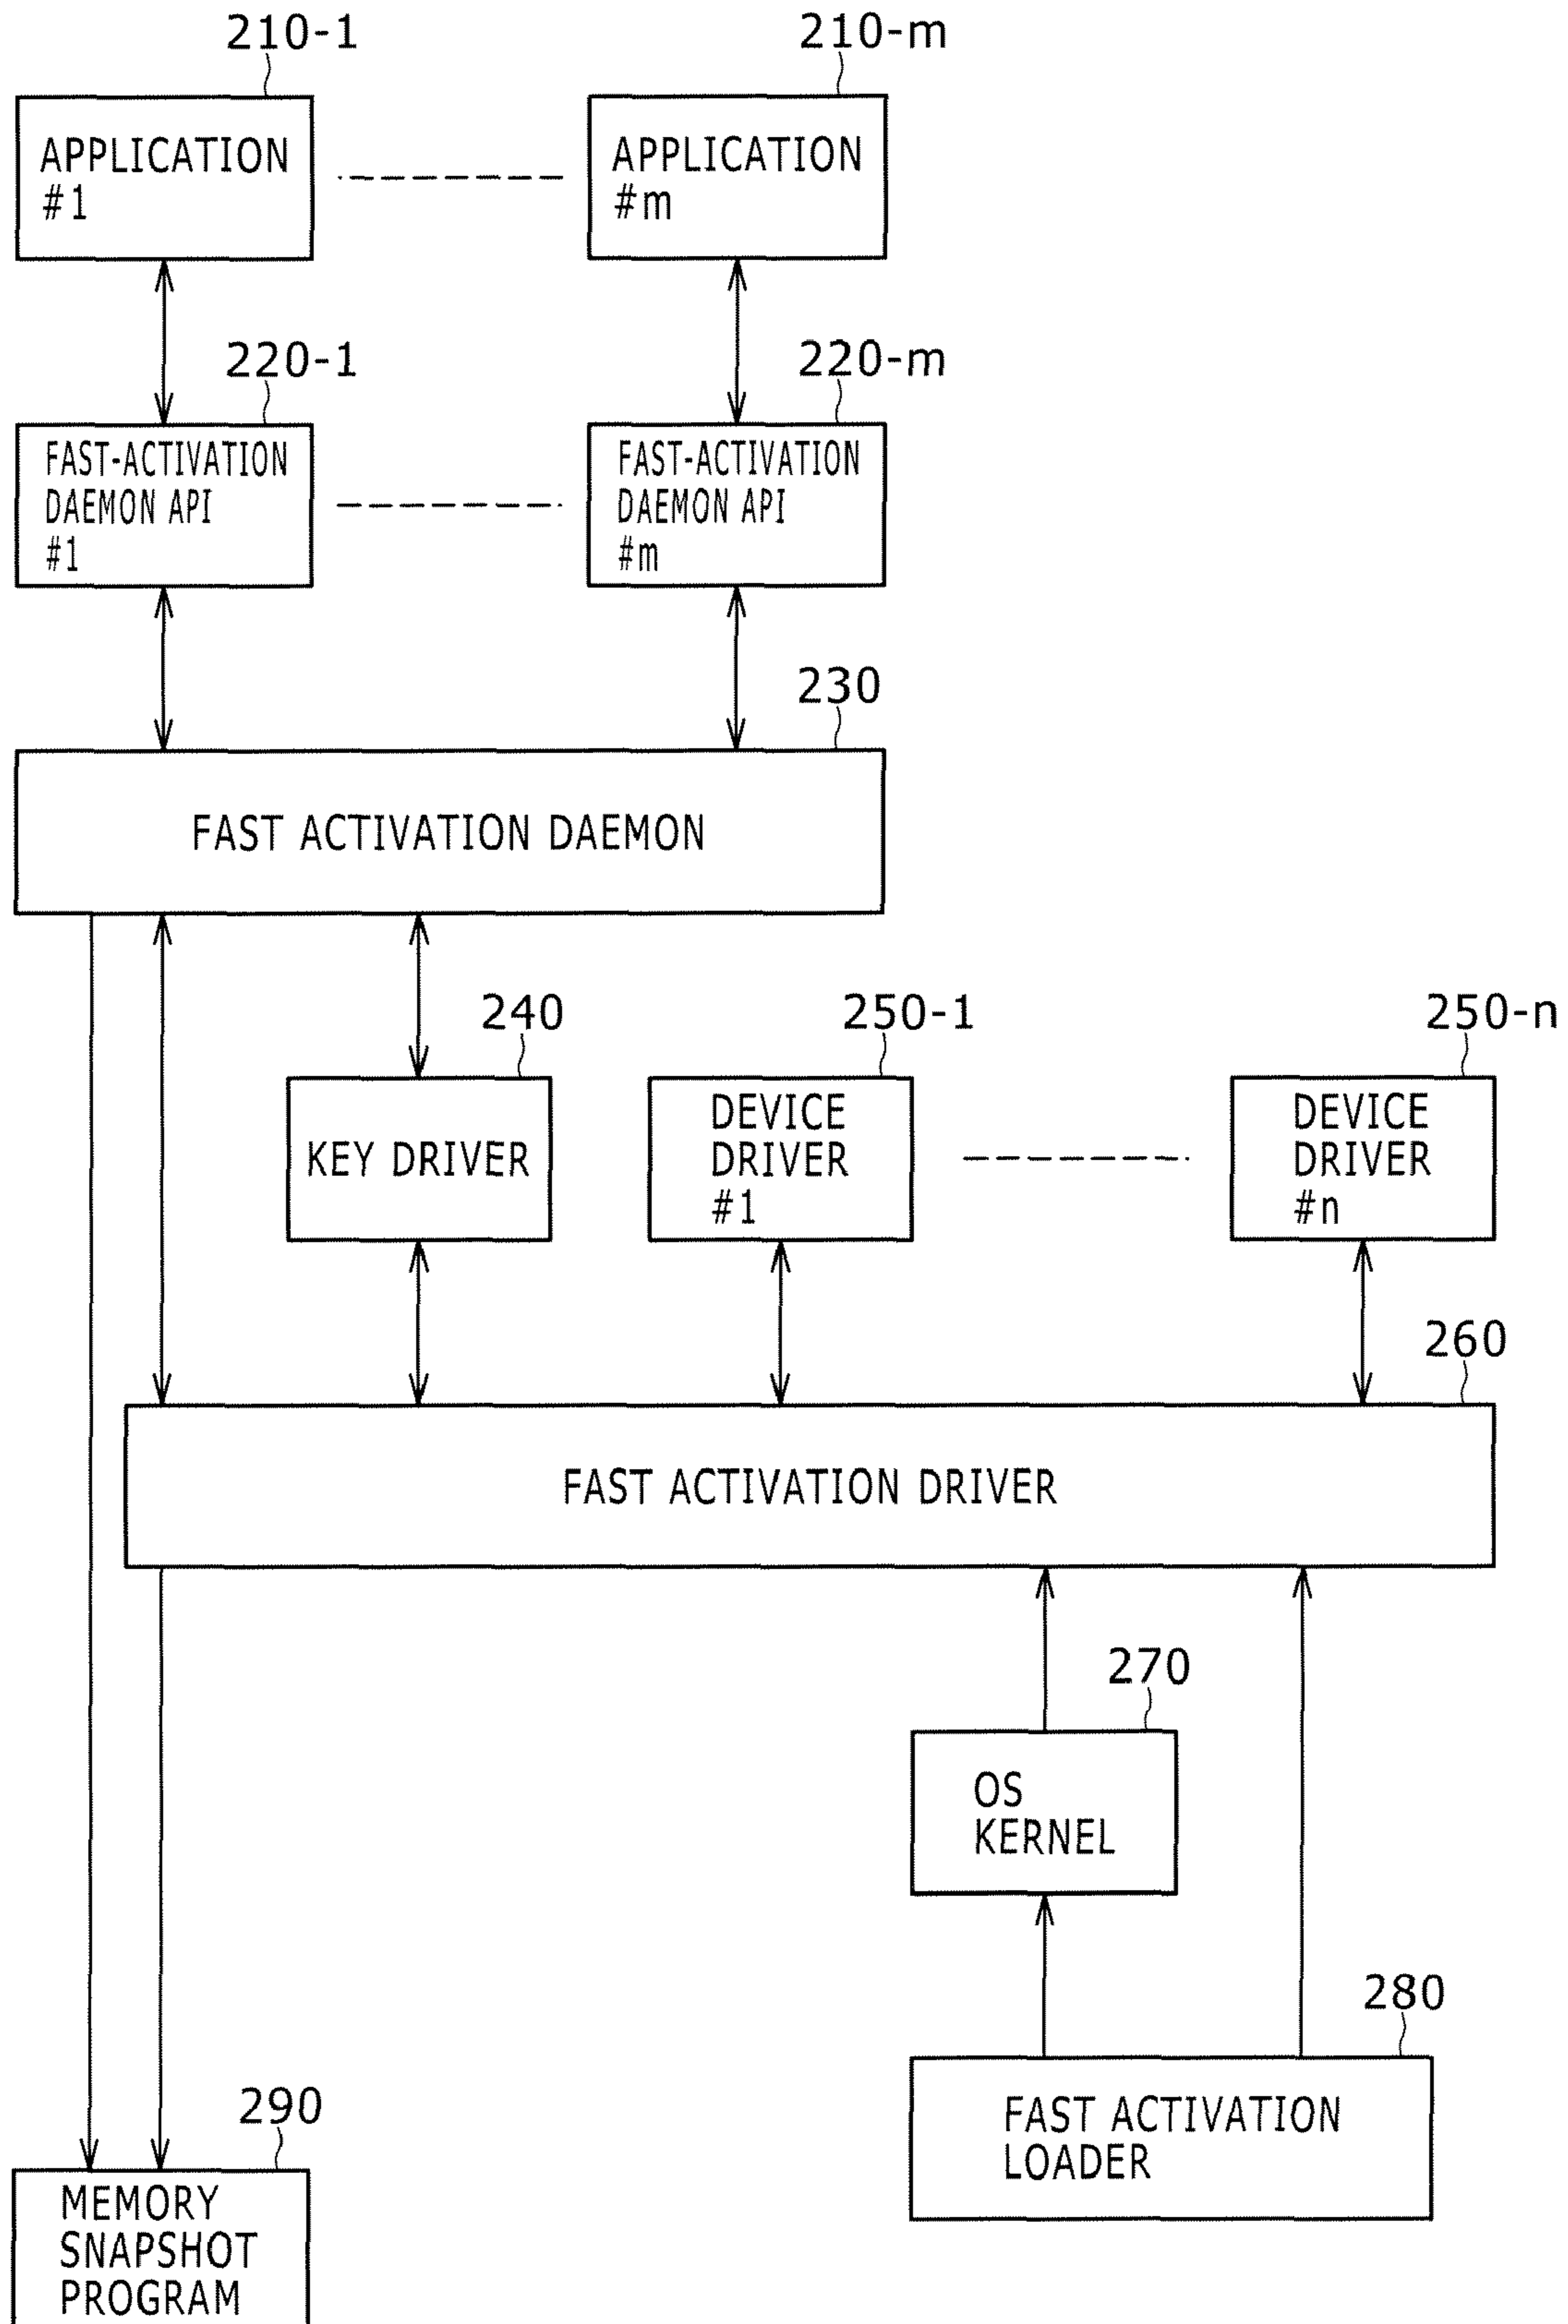 210-1
210-m
APPLICATION
#1
APPLICATION
#m
220-1
220-m
FAST-ACTIVATION
DAEMON API
#1
FAST-ACTIVATION
DAEMON API
#m
230
FAST ACTIVATION DAEMON
240
250-1
250-n
KEY DRIVER
DEVICE
DRIVER
#1
DEVICE
DRIVER
#n
260
FAST ACTIVATION DRIVER
270
OS
KERNEL
280
FAST ACTIVATION
LOADER
290
MEMORY
SNAPSHOT
PROGRAM